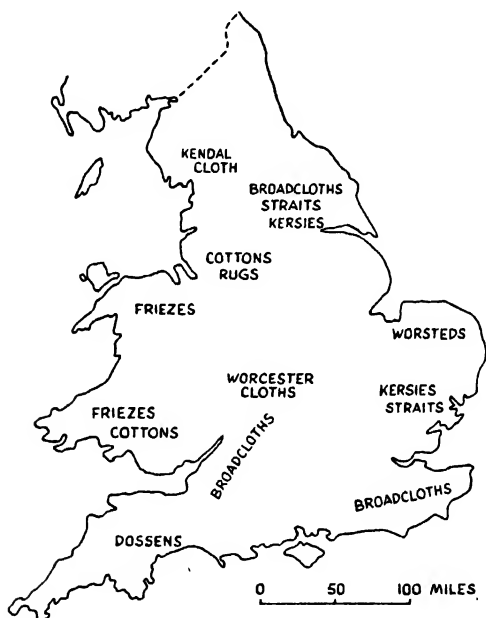 KENDAL
CLOTH
BROADCLOTHS
STRAITS
KERSIES
COTTONS
RUGS
FRIEZES
WORSTEDS
WORCESTER
CLOTHS
KERSIES
STRAITS
FRIEZES
COTTONS
BROADCLOTHS
BROADCLOTHS
DOSSENS
0 50 100 MILES